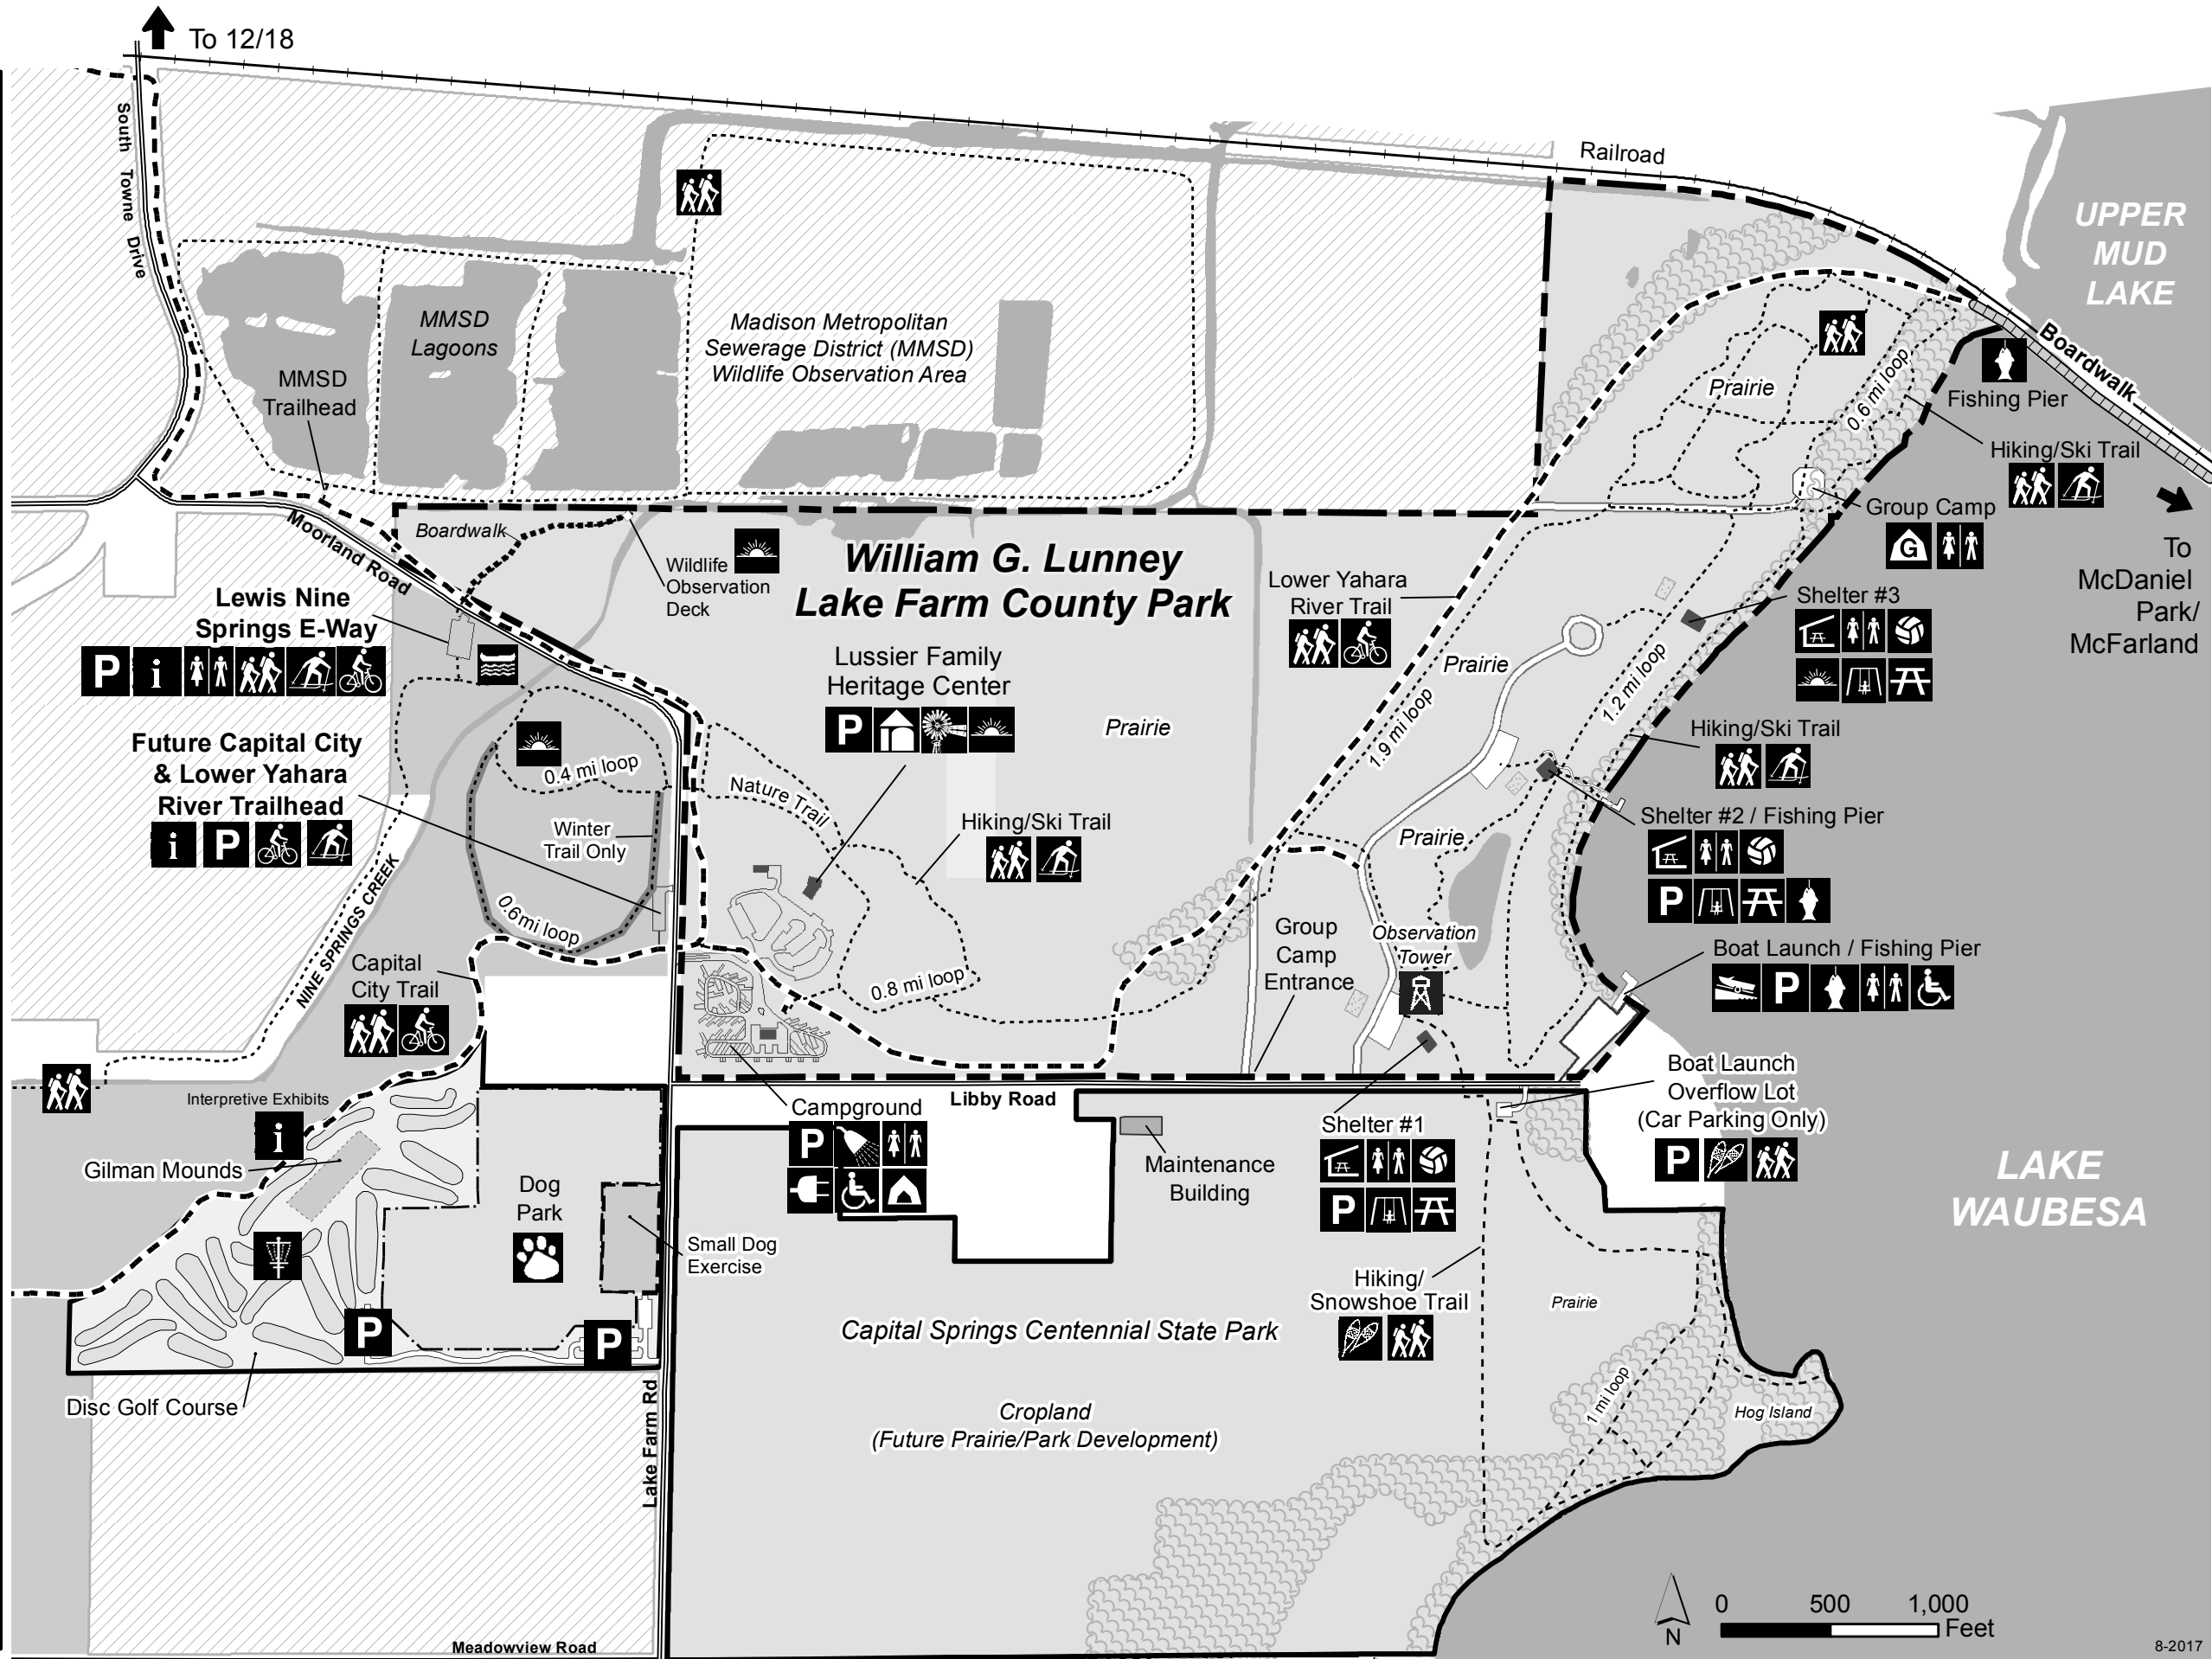 To 12/18
South Towne Drive
Railroad
UPPER
MUD
LAKE
MMSD
Lagoons
Madison Metropolitan
Sewerage District (MMSD)
Wildlife Observation Area
MMSD
Trailhead
Prairie
0.6 mi loop
Boardwalk
Fishing Pier
Hiking/Ski Trail
Group Camp
G
To
McDaniel
Park/
McFarland
Moorland Road
Boardwalk
Wildlife
Observation
Deck
William G. Lunney
Lake Farm County Park
Lower Yahara
River Trail
Shelter #3
Lewis Nine
Springs E-Way
P i
Lussier Family
Heritage Center
P
Prairie
Prairie
1.9 mi loop
1.2 mi loop
Hiking/Ski Trail
Future Capital City
& Lower Yahara
River Trailhead
i P
0.4 mi loop
Winter
Trail Only
0.6mi loop
Nature Trail
Hiking/Ski Trail
Prairie
Shelter #2 / Fishing Pier
P
NINE SPRINGS CREEK
Capital
City Trail
0.8 mi loop
Group
Camp
Entrance
Observation
Tower
Boat Launch / Fishing Pier
P
Boat Launch
Overflow Lot
(Car Parking Only)
P
Interpretive Exhibits
i
Gilman Mounds
Campground
P
Libby Road
Maintenance
Building
Shelter #1
P
LAKE
WAUBESA
Dog
Park
Small Dog
Exercise
P
P
Disc Golf Course
Lake Farm Rd
Capital Springs Centennial State Park
Cropland
(Future Prairie/Park Development)
Hiking/
Snowshoe Trail
Prairie
1 mi loop
Hog Island
Meadowview Road
N
0 500 1,000
Feet
8-2017